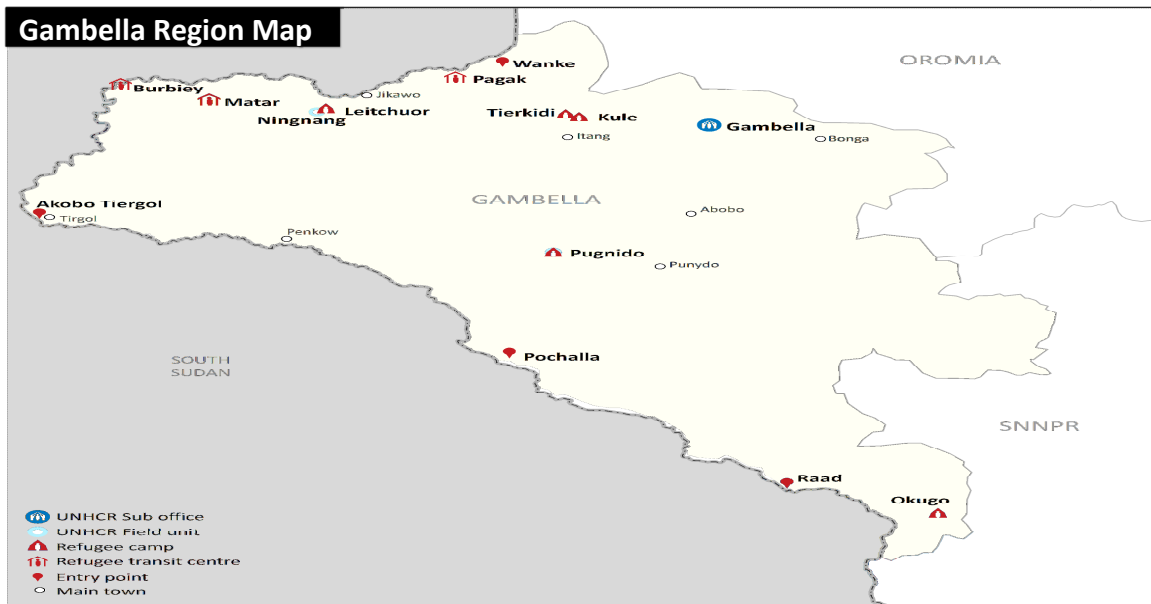 Gambella Region Map
OROMIA
Wanke
Pagak
Burbiey
Matar
Jikawo
Leitchuor
Ningnang
Tierkidi
Kule
Itang
Gambella
Bonga
GAMBELLA
Akobo Tiergol
Tirgol
Abobo
Penkow
Pugnido
Punydo
Pochalla
SOUTH
SUDAN
SNNPR
Raad
Okugo
UNHCR Sub office
UNHCR Field unit
Refugee camp
Refugee transit centre
Entry point
Main town